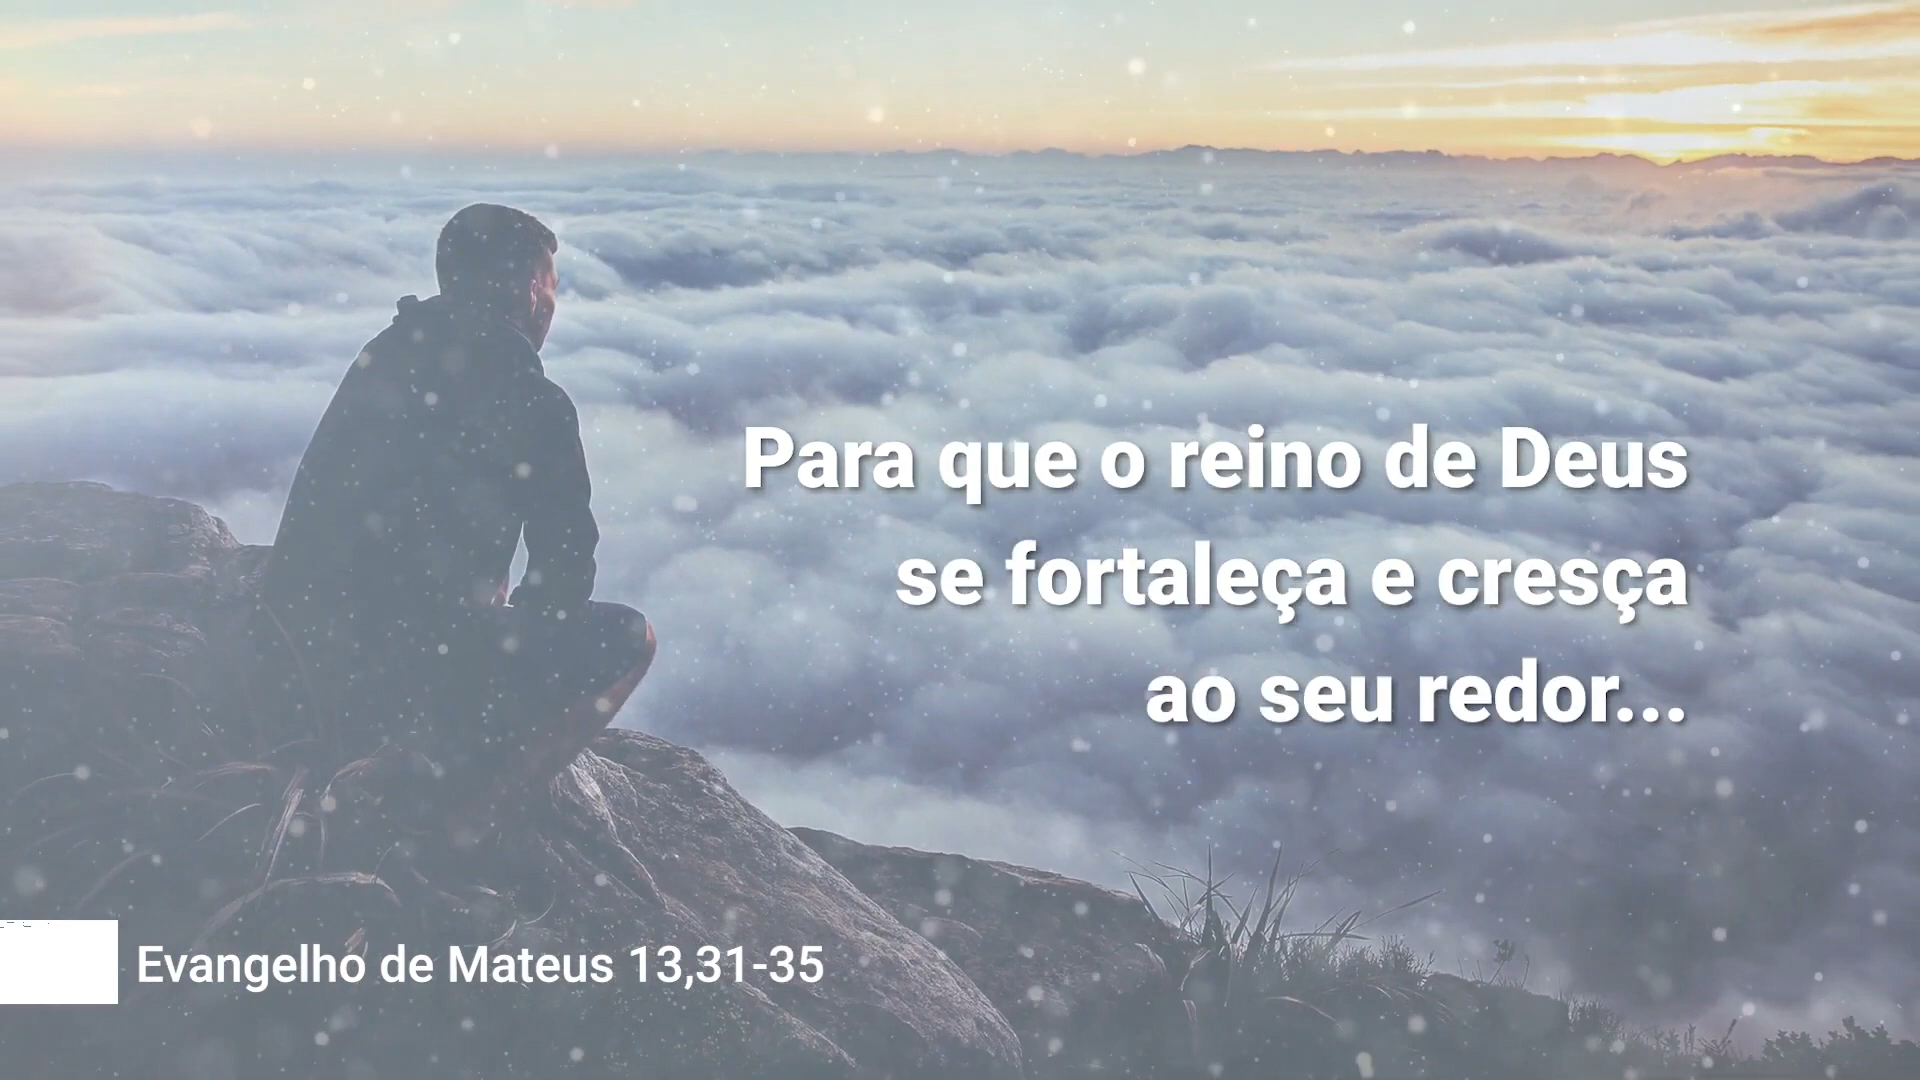 Para que o reino de Deus
se fortaleça e cresça
ao seu redor...
Evangelho de Mateus 13,31-35